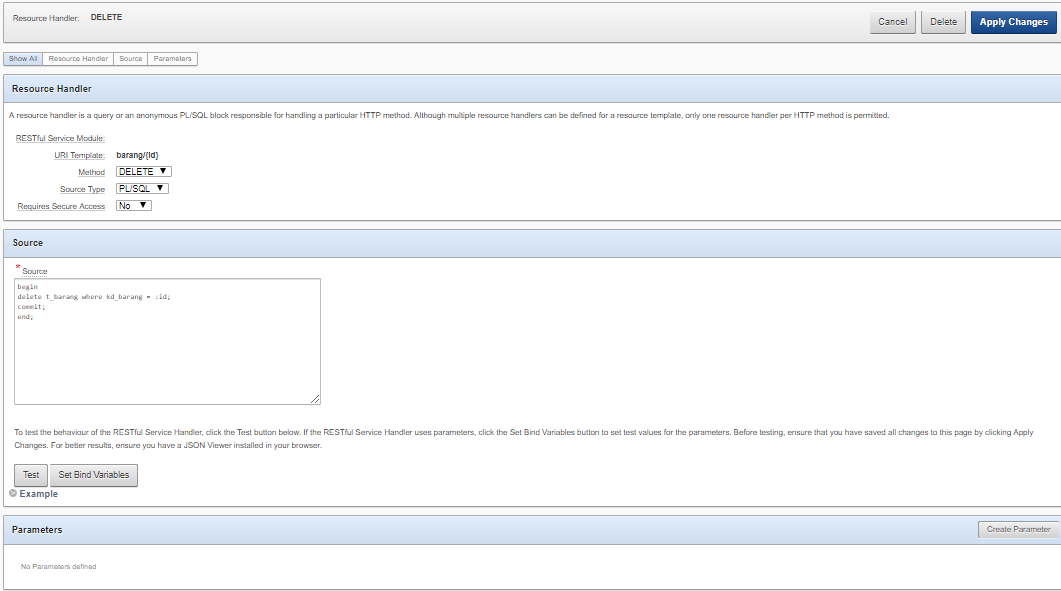 Resource Handler: DELETE
Cancel Delete Apply Changes
Show All Resource Handler Source Parameters
Resource Handler
A resource handler is a query or an anonymous PL/SQL block responsible for handling a particular HTTP method. Although multiple resource handlers can be defined for a resource template, only one resource handler per HTTP method is permitted.
RESTful Service Module:
URI Template: barang/{id}
Method DELETE
Source Type PL/SQL
Requires Secure Access No
Source
* Source
begin
delete t_barang where kd_barang = :id;
commit;
end;
To test the behaviour of the RESTful Service Handler, click the Test button below. If the RESTful Service Handler uses parameters, click the Set Bind Variables button to set test values for the parameters. Before testing, ensure that you have saved all changes to this page by clicking Apply
Changes. For better results, ensure you have a JSON Viewer installed in your browser.
Test Set Bind Variables
Example
Parameters
Create Parameter
No Parameters defined